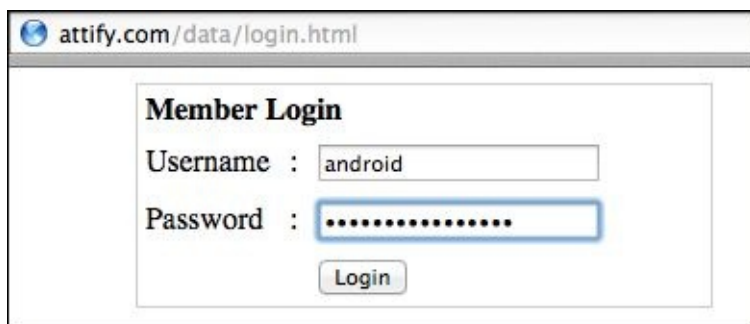 attify.com/data/login.html
Member Login
Username : android
Password : ••••••••••••••••
Login